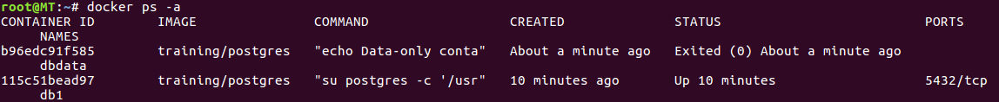 root@MT:~# docker ps -a
CONTAINER ID        IMAGE               COMMAND                CREATED              STATUS                          PORTS
     NAMES
b96edc91f585        training/postgres   "echo Data-only conta"   About a minute ago   Exited (0) About a minute ago
     dbdata
115c51bead97        training/postgres   "su postgres -c '/usr"   10 minutes ago       Up 10 minutes                   5432/tcp
     db1